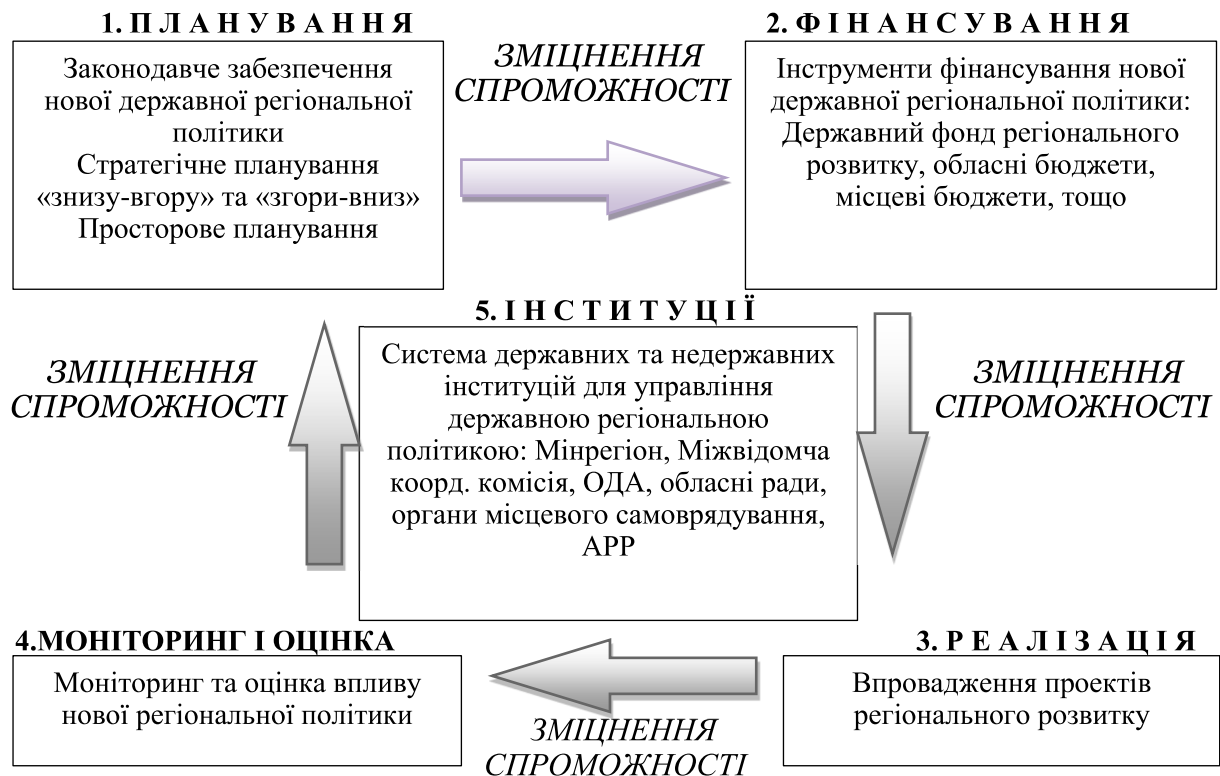 1. П Л А Н У В А Н Н Я
Законодавче забезпечення
нової державної регіональної
політики
Стратегічне планування
«знизу-вгору» та «згори-вниз»
Просторове планування
ЗМІЦНЕННЯ
СПРОМОЖНОСТІ
2. Ф І Н А Н С У В А Н Н Я
Інструменти фінансування нової
державної регіональної політики:
Державний фонд регіонального
розвитку, обласні бюджети,
місцеві бюджети, тощо
ЗМІЦНЕННЯ
СПРОМОЖНОСТІ
5. І Н С Т И Т У Ц І Ї
Система державних та недержавних
інституцій для управління
державною регіональною
політикою: Мінрегіон, Міжвідомча
коорд. комісія, ОДА, обласні ради,
органи місцевого самоврядування,
АРР
ЗМІЦНЕННЯ
СПРОМОЖНОСТІ
4.МОНІТОРИНГ І ОЦІНКА
Моніторинг та оцінка впливу
нової регіональної політики
ЗМІЦНЕННЯ
СПРОМОЖНОСТІ
3. Р Е А Л І З А Ц І Я
Впровадження проектів
регіонального розвитку